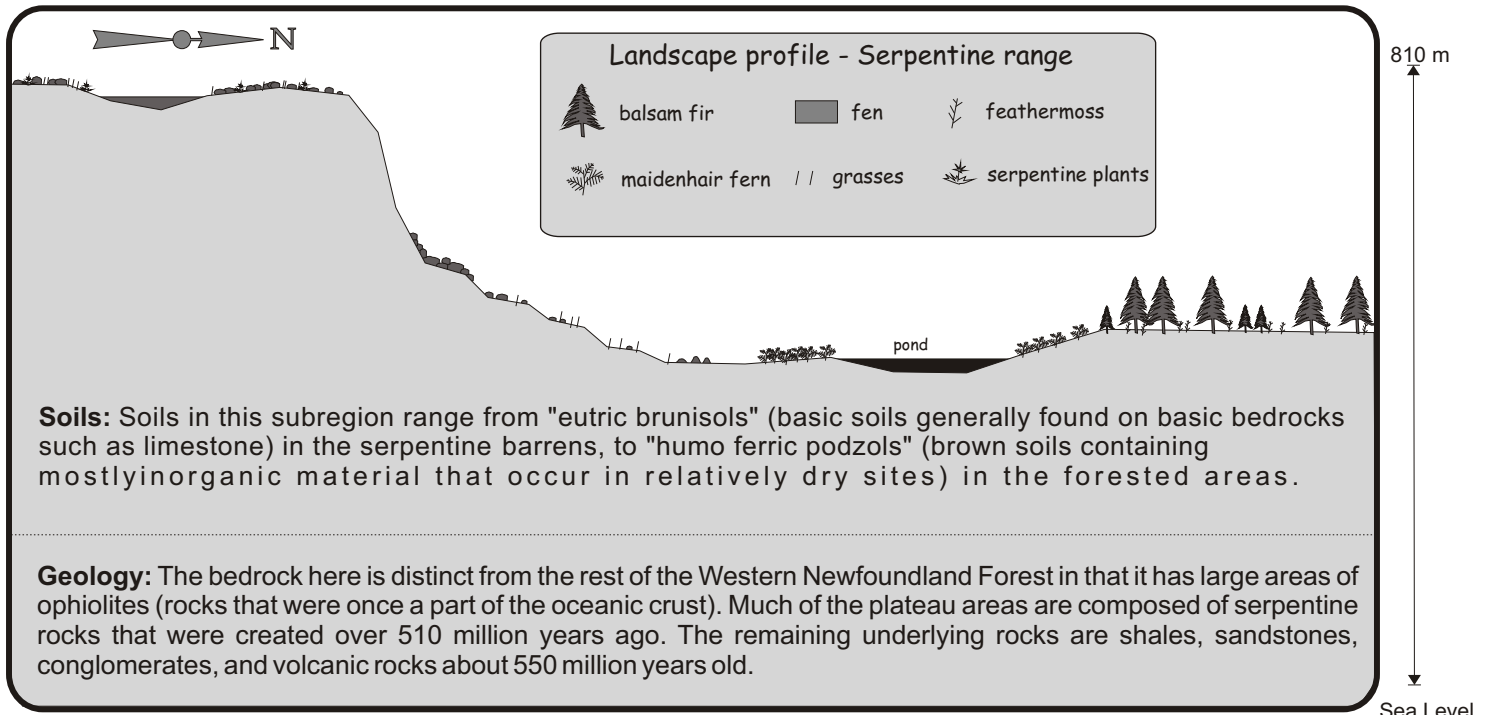 N
Landscape profile - Serpentine range
810 m
balsam fir
fen
feathermoss
maidenhair fern
grasses
serpentine plants
pond
Soils: Soils in this subregion range from "eutric brunisols" (basic soils generally found on basic bedrocks
such as limestone) in the serpentine barrens, to "humo ferric podzols" (brown soils containing
mostlyinorganic material that occur in relatively dry sites) in the forested areas.
Geology: The bedrock here is distinct from the rest of the Western Newfoundland Forest in that it has large areas of
ophiolites (rocks that were once a part of the oceanic crust). Much of the plateau areas are composed of serpentine
rocks that were created over 510 million years ago. The remaining underlying rocks are shales, sandstones,
conglomerates, and volcanic rocks about 550 million years old.
Sea Level